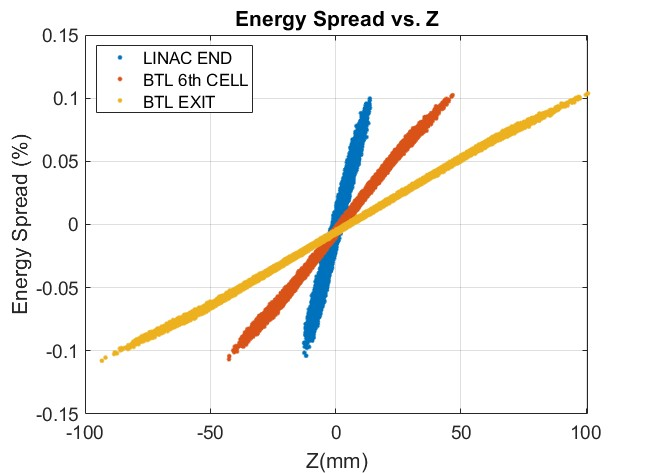 Energy Spread vs. Z
LINAC END
BTL 6th CELL
BTL EXIT
Energy Spread (%)
0.15
0.1
0.05
0
-0.05
-0.1
-0.15
-100
-50
0
50
100
Z(mm)